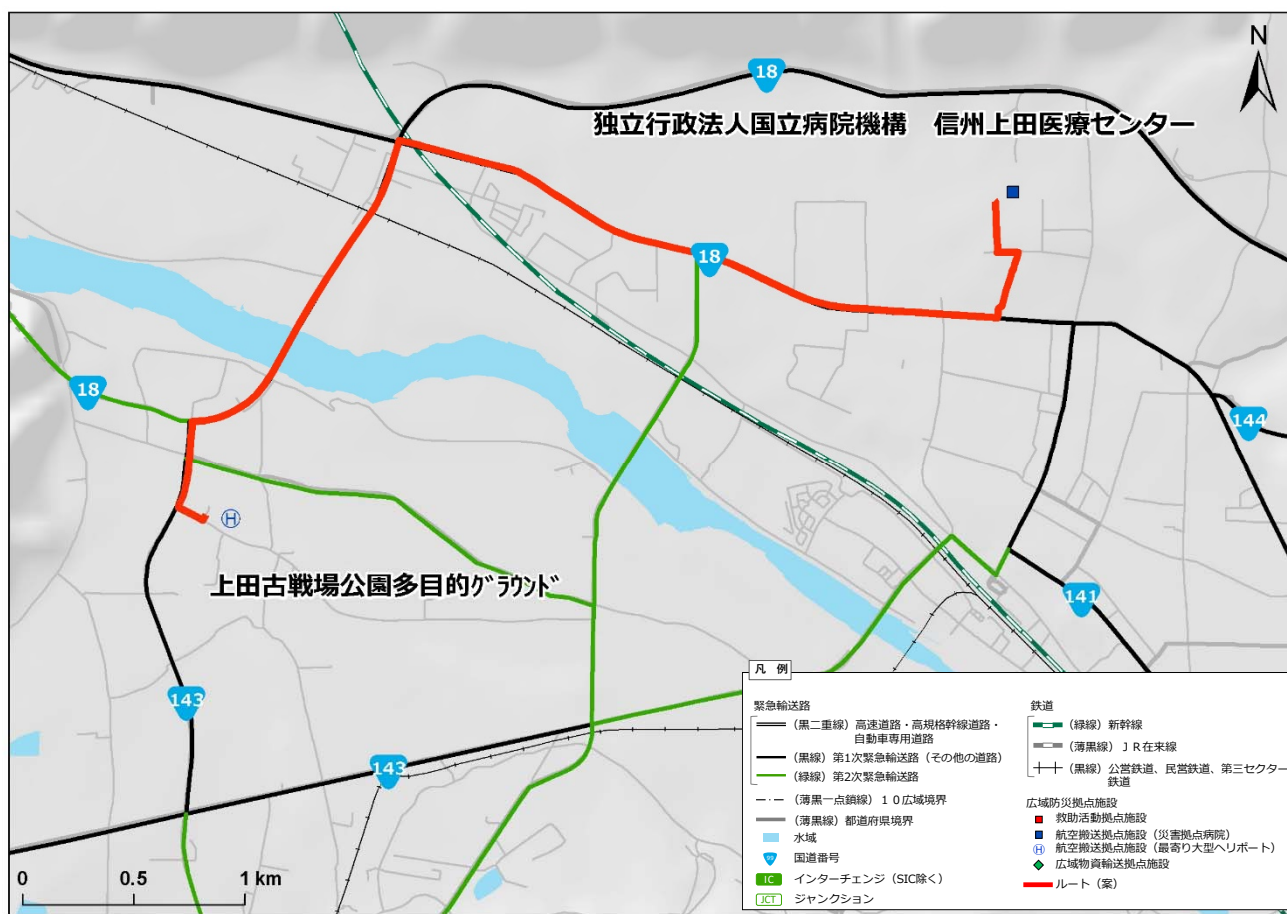 N
18
独立行政法人国立病院機構　信州上田医療センター
18
18
144
上田古戦場公園多目的ｸﾞﾗｳﾝﾄﾞ
141
143
143
0 0.5 1 km
凡 例
緊急輸送路
（黒二重線）高速道路・高規格幹線道路・
自動車専用道路
（黒線）第1次緊急輸送路（その他の道路）
（緑線）第2次緊急輸送路
（薄黒一点鎖線）１０広域境界
（薄黒線）都道府県境界
水域
国道番号
IC インターチェンジ（SIC除く）
JCT ジャンクション
鉄道
（緑線）新幹線
（薄黒線）ＪＲ在来線
（黒線）公営鉄道、民営鉄道、第三セクター
鉄道
広域防災拠点施設
救助活動拠点施設
航空搬送拠点施設（災害拠点病院）
H 航空搬送拠点施設（最寄り大型ヘリポート）
広域物資輸送拠点施設
ルート（案）
H